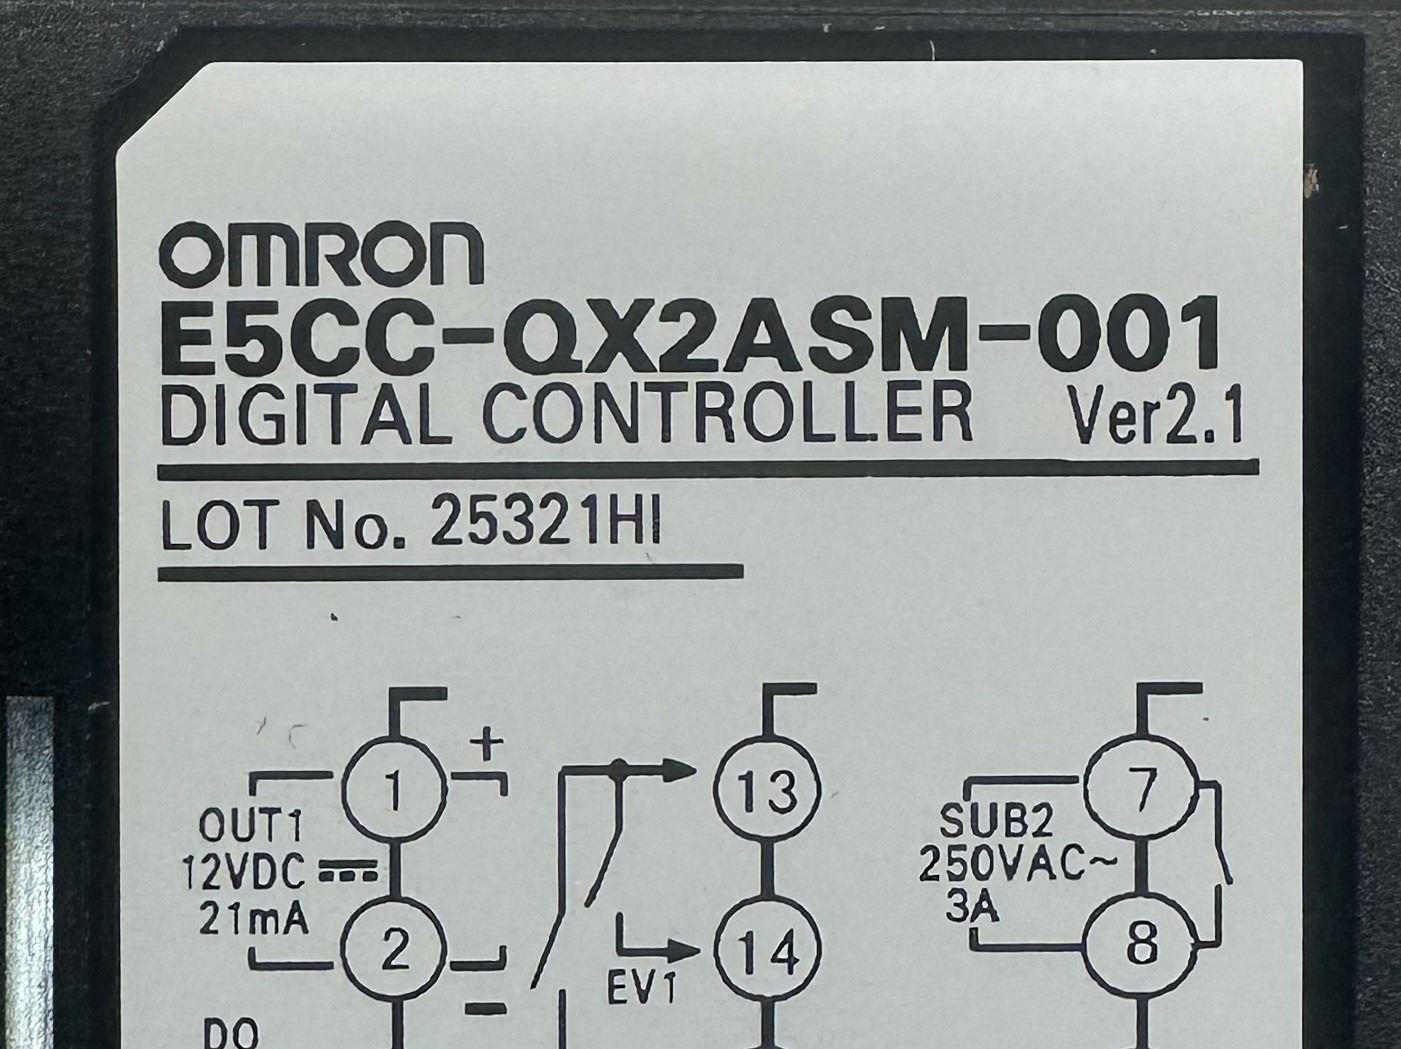 OMRON
E5CC-QX2ASM-001
DIGITAL CONTROLLER Ver2.1
LOT No. 25321HI
1 +
13
7
OUT1
12VDC
21mA
SUB2
250VAC~
3A
2 −
14
8
EV1
DO